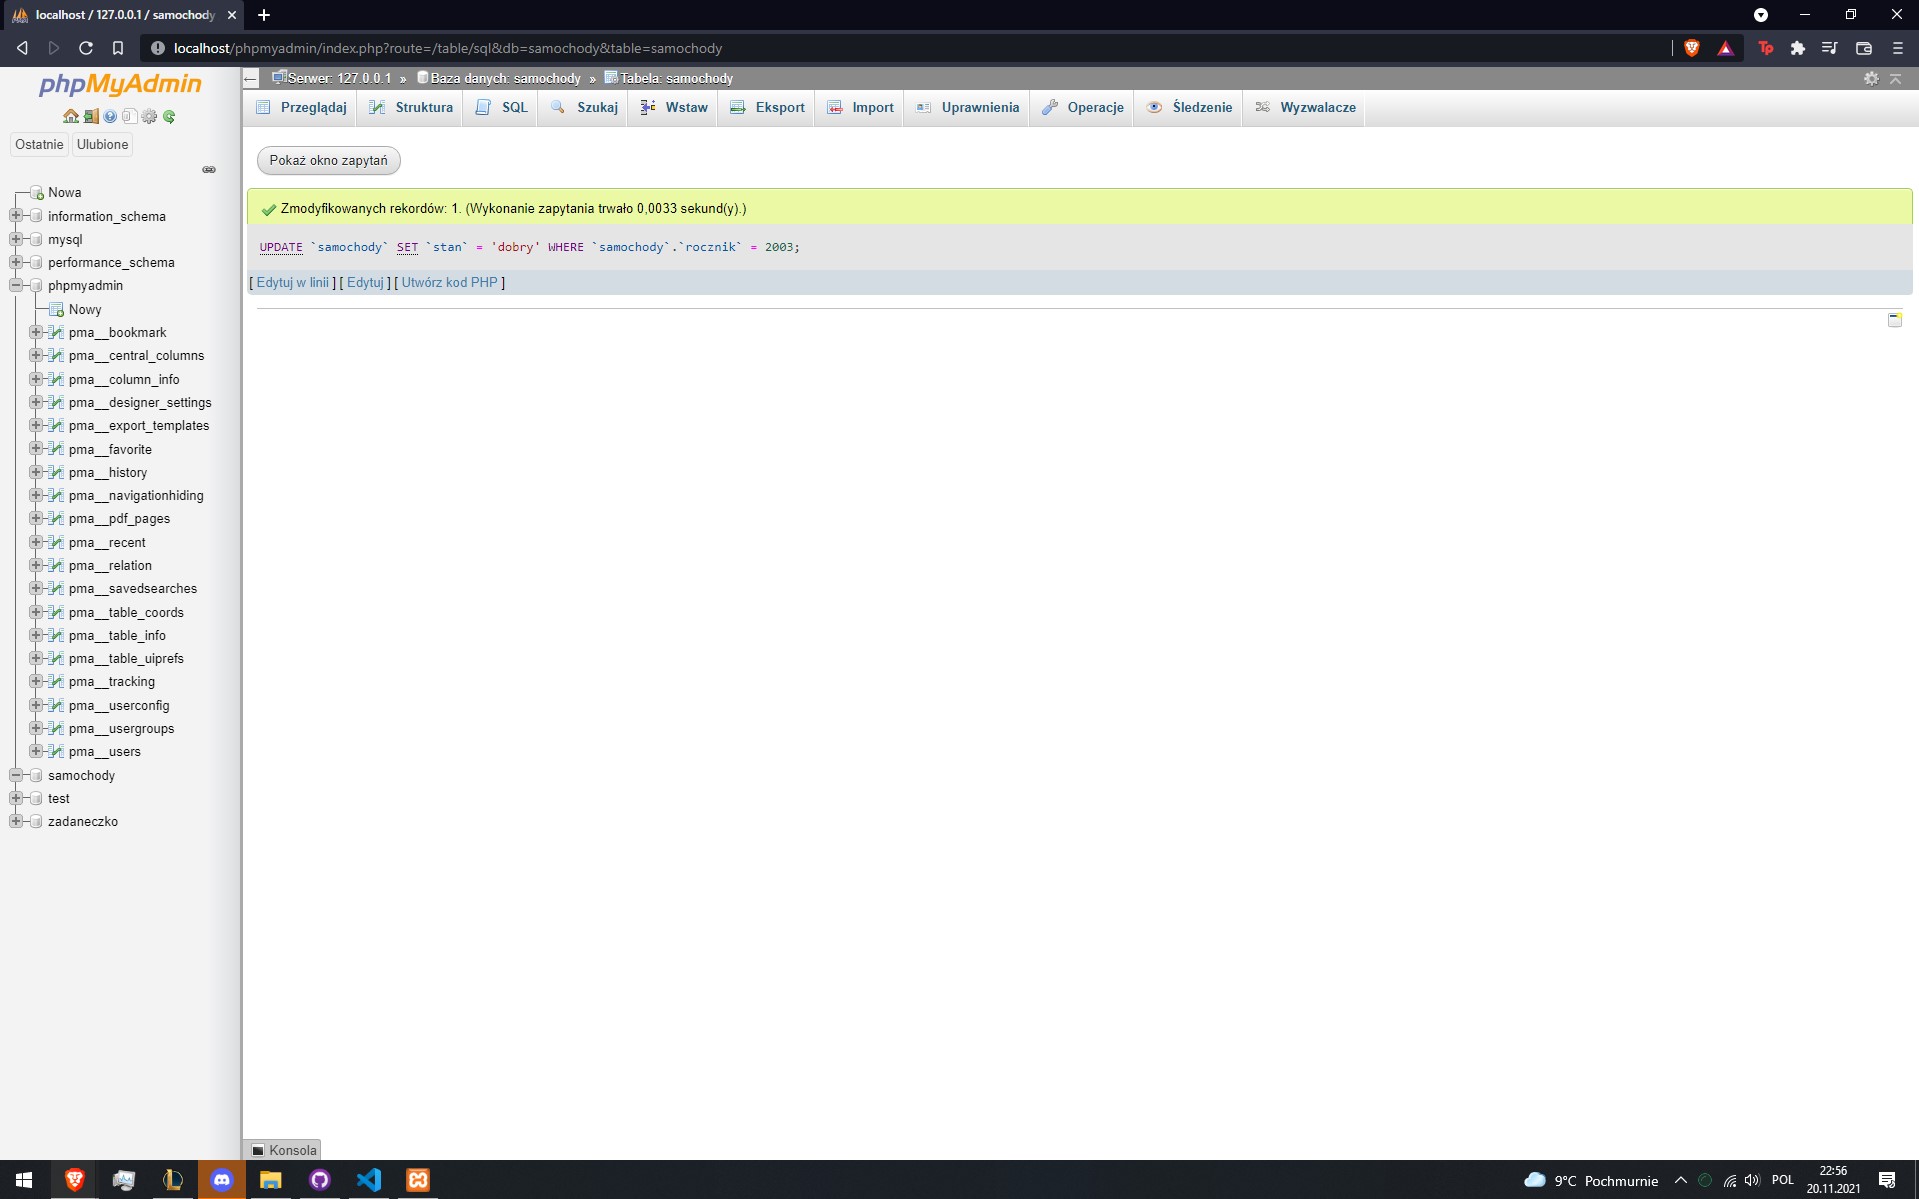 localhost / 127.0.0.1 / samochody
localhost/phpmyadmin/index.php?route=/table/sql&db=samochody&table=samochody
phpMyAdmin
Ostatnie
Ulubione
Nowa
information_schema
mysql
performance_schema
phpmyadmin
Nowy
pma__bookmark
pma__central_columns
pma__column_info
pma__designer_settings
pma__export_templates
pma__favorite
pma__history
pma__navigationhiding
pma__pdf_pages
pma__recent
pma__relation
pma__savedsearches
pma__table_coords
pma__table_info
pma__table_uiprefs
pma__tracking
pma__userconfig
pma__usergroups
pma__users
samochody
test
zadaneczko
Serwer: 127.0.0.1 » Baza danych: samochody » Tabela: samochody
Przeglądaj Struktura SQL Szukaj Wstaw Eksport Import Uprawnienia Operacje Śledzenie Wyzwalacze
Pokaż okno zapytań
Zmodyfikowanych rekordów: 1. (Wykonanie zapytania trwało 0,0033 sekund(y).)
UPDATE `samochody` SET `stan` = 'dobry' WHERE `samochody`.`rocznik` = 2003;
[ Edytuj w linii ] [ Edytuj ] [ Utwórz kod PHP ]
Konsola
9°C Pochmurnie
POL
22:56
20.11.2021